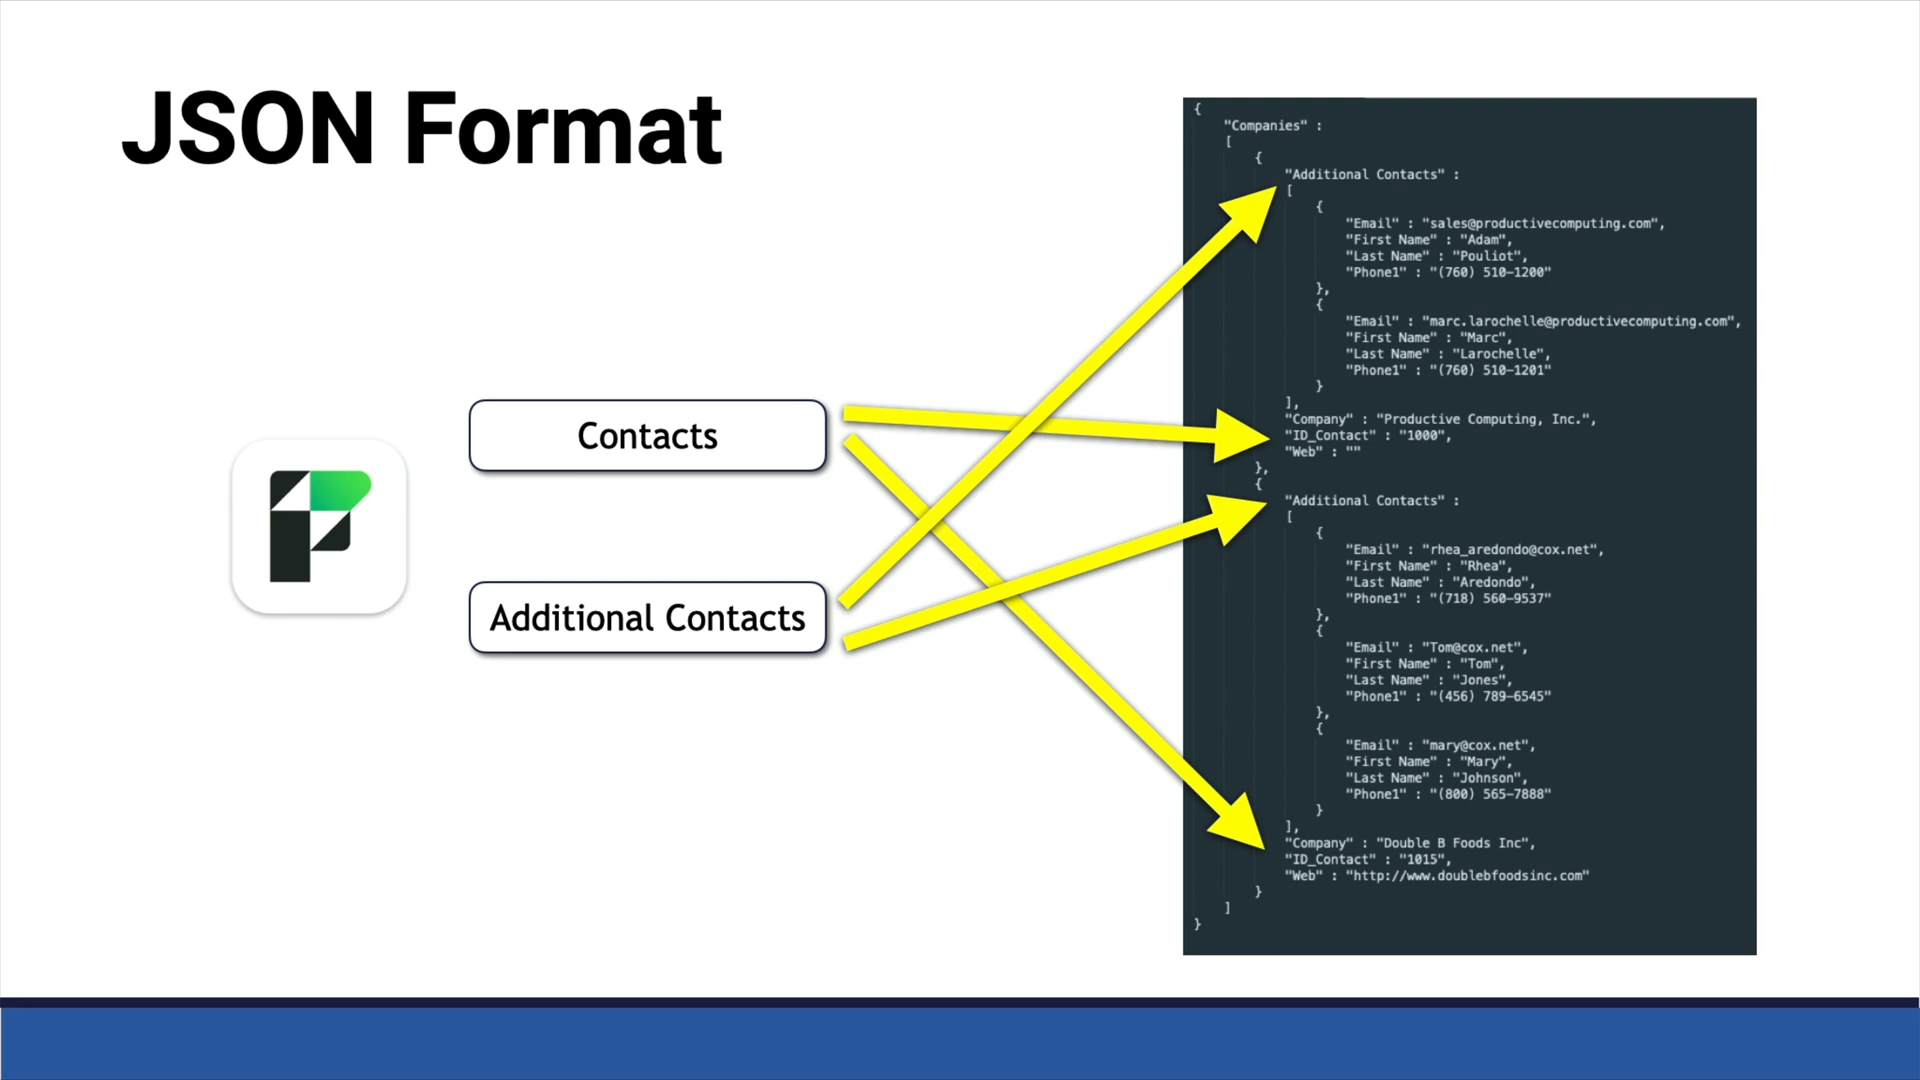 JSON Format
Contacts
Additional Contacts
{
"Companies" :
[
{
"Additional Contacts" :
[
{
"Email" : "sales@productivecomputing.com",
"First Name" : "Adam",
"Last Name" : "Pouliot",
"Phone1" : "(760) 510-1200"
},
{
"Email" : "marc.larochelle@productivecomputing.com",
"First Name" : "Marc",
"Last Name" : "Larochelle",
"Phone1" : "(760) 510-1201"
}
],
"Company" : "Productive Computing, Inc.",
"ID_Contact" : "1000",
"Web" : ""
},
{
"Additional Contacts" :
[
{
"Email" : "rhea_aredondo@cox.net",
"First Name" : "Rhea",
"Last Name" : "Aredondo",
"Phone1" : "(718) 560-9537"
},
{
"Email" : "Tom@cox.net",
"First Name" : "Tom",
"Last Name" : "Jones",
"Phone1" : "(456) 789-6545"
},
{
"Email" : "mary@cox.net",
"First Name" : "Mary",
"Last Name" : "Johnson",
"Phone1" : "(800) 565-7888"
}
],
"Company" : "Double B Foods Inc",
"ID_Contact" : "1015",
"Web" : "http://www.doublebfoodsinc.com"
}
]
}